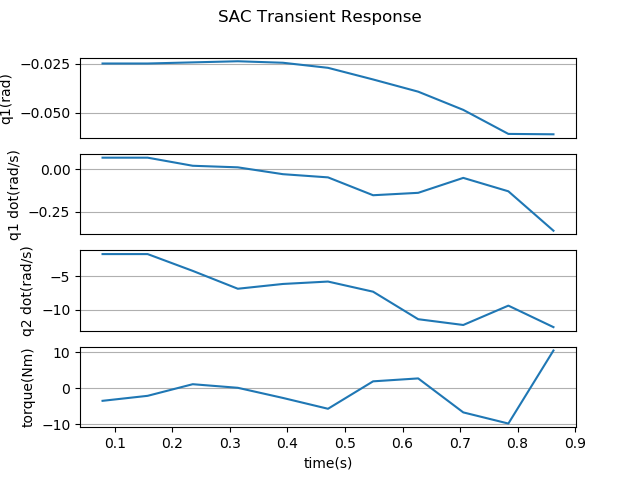 SAC Transient Response
q1(rad)
−0.025
−0.050
q1 dot(rad/s)
0.00
−0.25
q2 dot(rad/s)
−5
−10
torque(Nm)
10
0
−10
0.1 0.2 0.3 0.4 0.5 0.6 0.7 0.8 0.9
time(s)